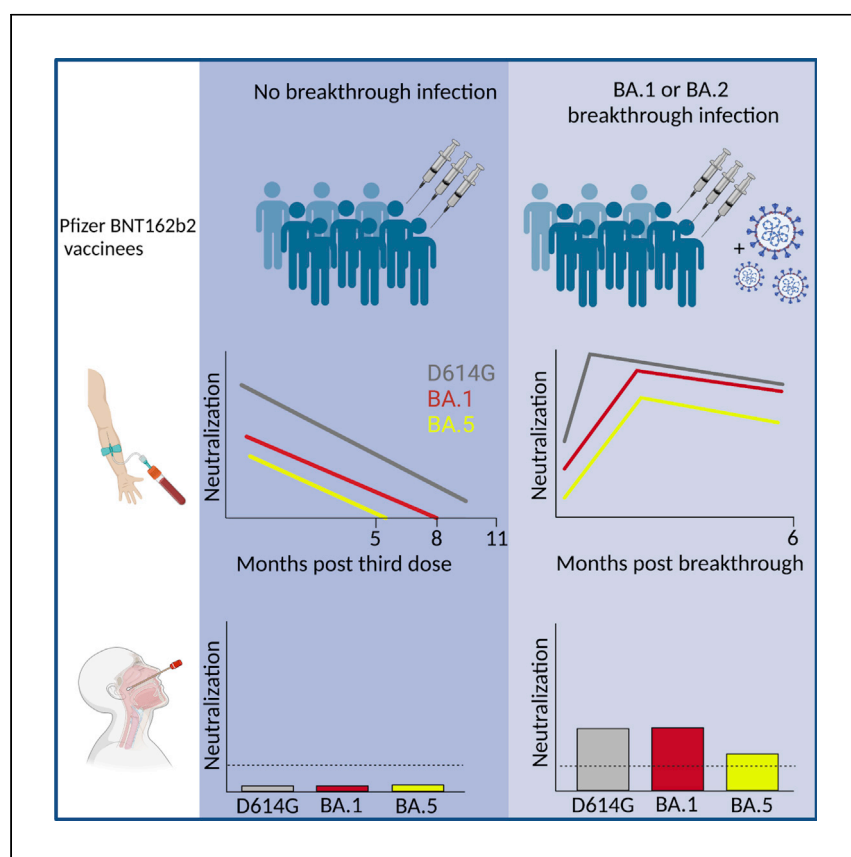 No breakthrough infection
BA.1 or BA.2
breakthrough infection
Pfizer BNT162b2
vaccinees
+
Neutralization
D614G
BA.1
BA.5
5
8
11
Months post third dose
Neutralization
6
Months post breakthrough
Neutralization
D614G
BA.1
BA.5
Neutralization
D614G
BA.1
BA.5